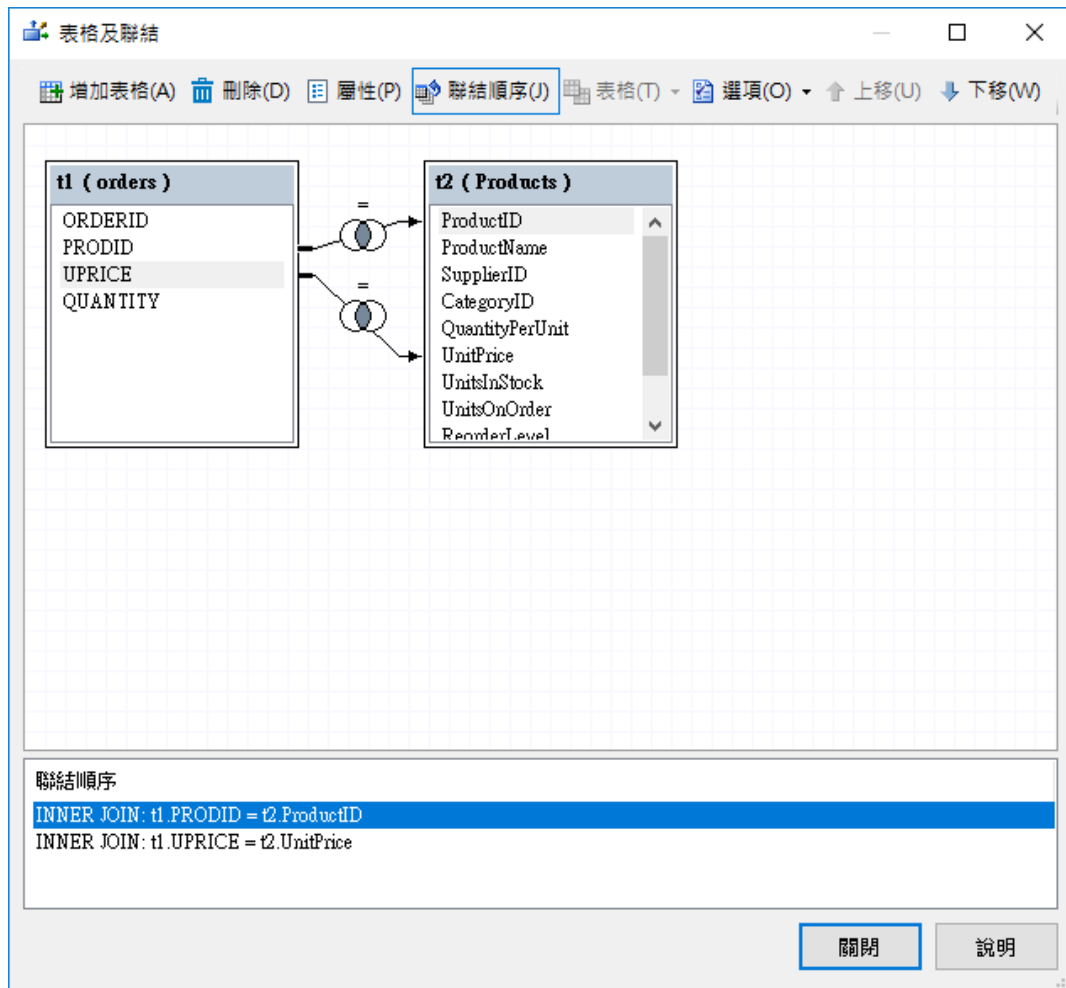 表格及聯結
增加表格(A) 刪除(D) 屬性(P) 聯結順序(J) 表格(T) 選項(O) 上移(U) 下移(W)
t1 ( orders )
ORDERID
PRODID
UPRICE
QUANTITY
=
=
t2 ( Products )
ProductID
ProductName
SupplierID
CategoryID
QuantityPerUnit
UnitPrice
UnitsInStock
UnitsOnOrder
ReorderLevel
聯結順序
INNER JOIN: t1.PRODID = t2.ProductID
INNER JOIN: t1.UPRICE = t2.UnitPrice
關閉 說明